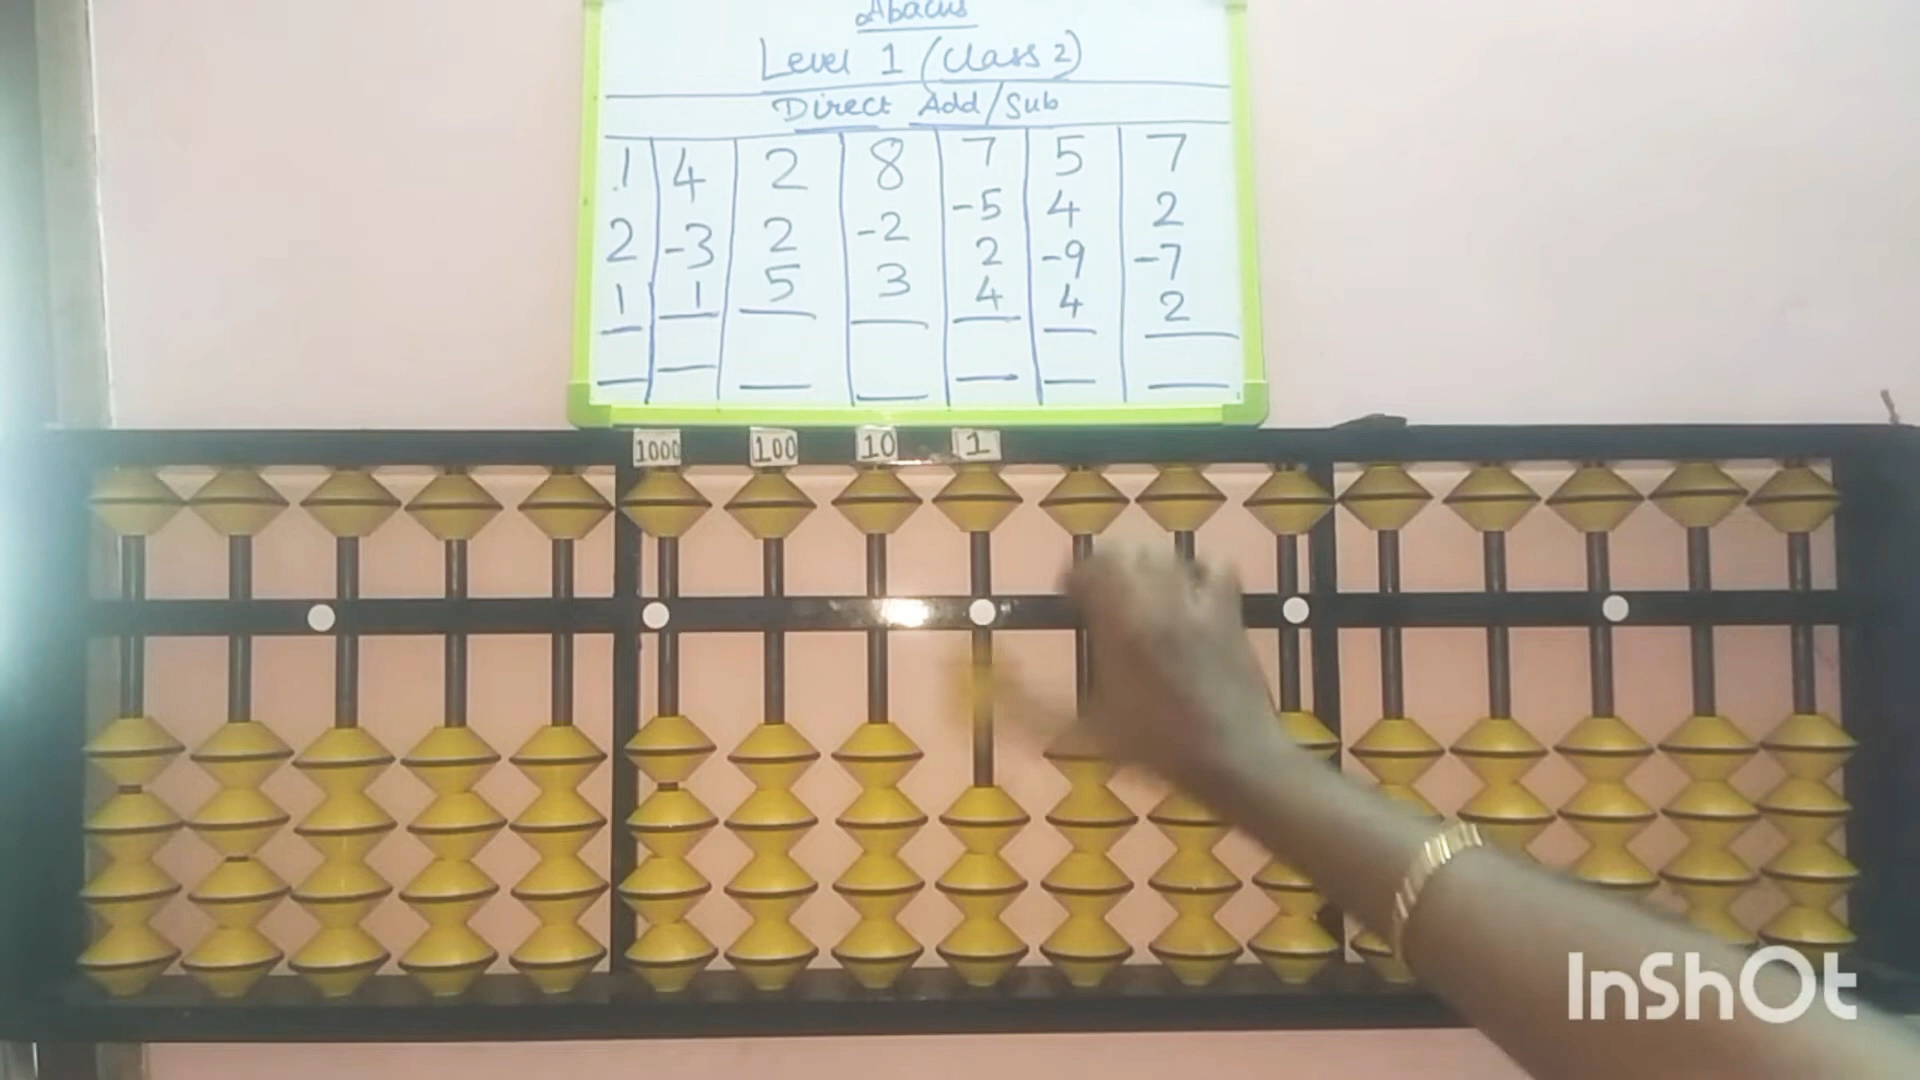 Abacus
Level 1 (Class 2)
Direct Add/Sub
1 4 2 8 7 5 7
-5 4 2
2 -3 2 -2 2 -9 -7
1 1 5 3 4 4 2
1000 100 10 1
InShOt